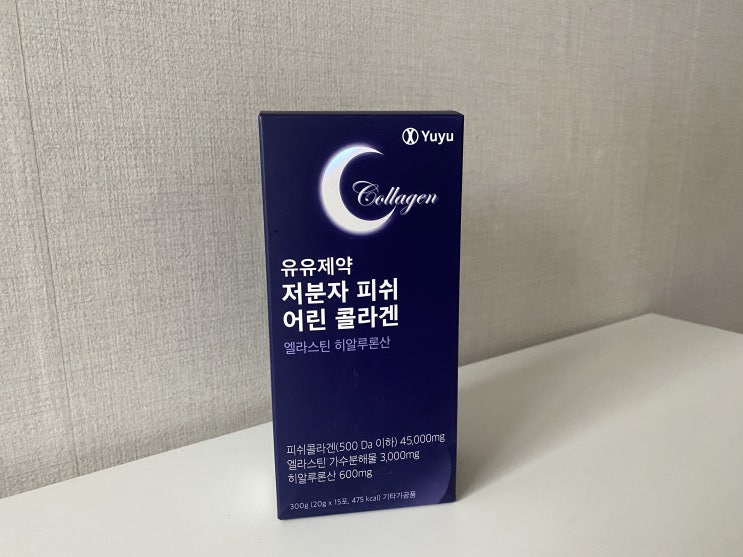 Yuyu
Collagen
유유제약
저분자 피쉬
어린 콜라겐
엘라스틴 히알루론산
피쉬콜라겐(500 Da 이하) 45,000mg
엘라스틴 가수분해물 3,000mg
히알루론산 600mg
300g (20g x 15포, 475 kcal) 기타가공품